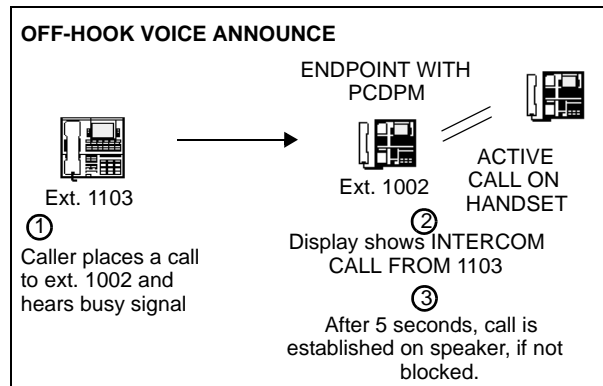 OFF-HOOK VOICE ANNOUNCE
ENDPOINT WITH
PCDPM
Ext. 1103
Ext. 1002
ACTIVE
CALL ON
HANDSET
1
Caller places a call
to ext. 1002 and
hears busy signal
2
Display shows INTERCOM
CALL FROM 1103
3
After 5 seconds, call is
established on speaker, if not
blocked.